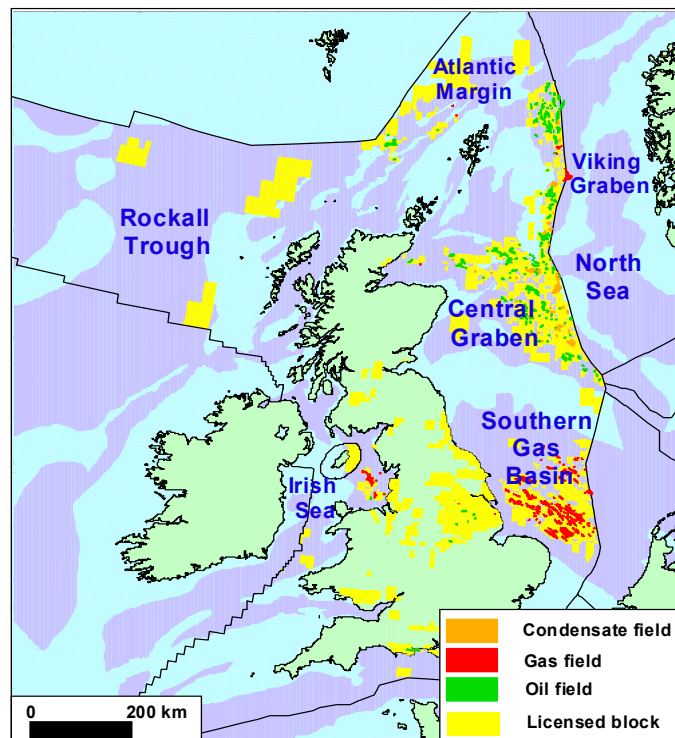 Atlantic
Margin
Viking
Graben
Rockall
Trough
North
Sea
Central
Graben
Southern
Gas
Basin
Irish
Sea
Condensate field
Gas field
Oil field
Licensed block
0 200 km